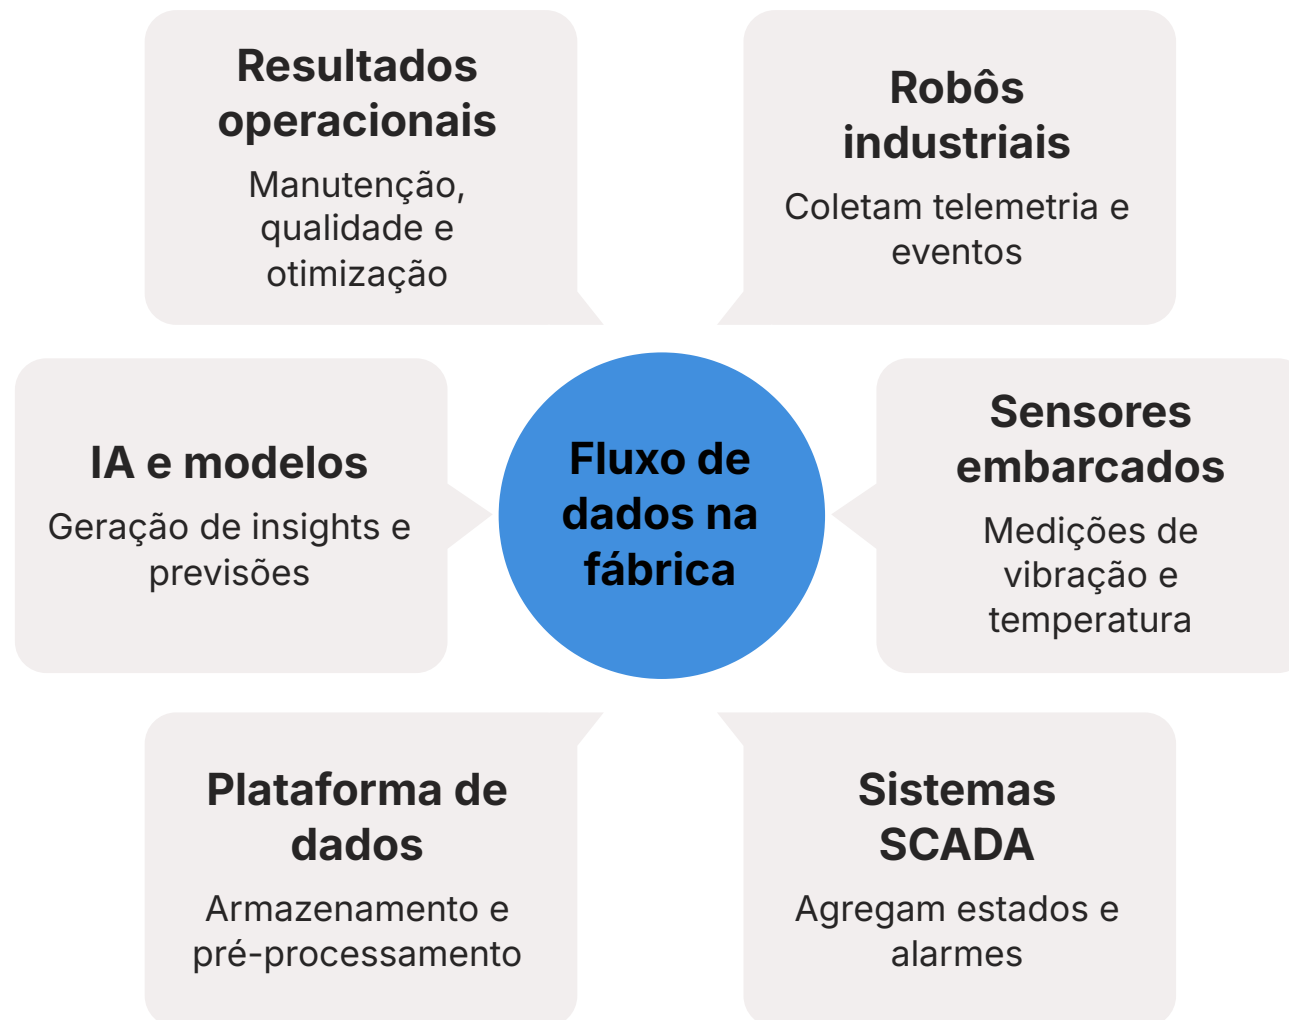 Resultados
operacionais
Manutenção,
qualidade e
otimização
Robôs
industriais
Coletam telemetria e
eventos
IA e modelos
Geração de insights e
previsões
Fluxo de
dados na
fábrica
Sensores
embarcados
Medições de
vibração e
temperatura
Plataforma de
dados
Armazenamento e
pré-processamento
Sistemas
SCADA
Agregam estados e
alarmes